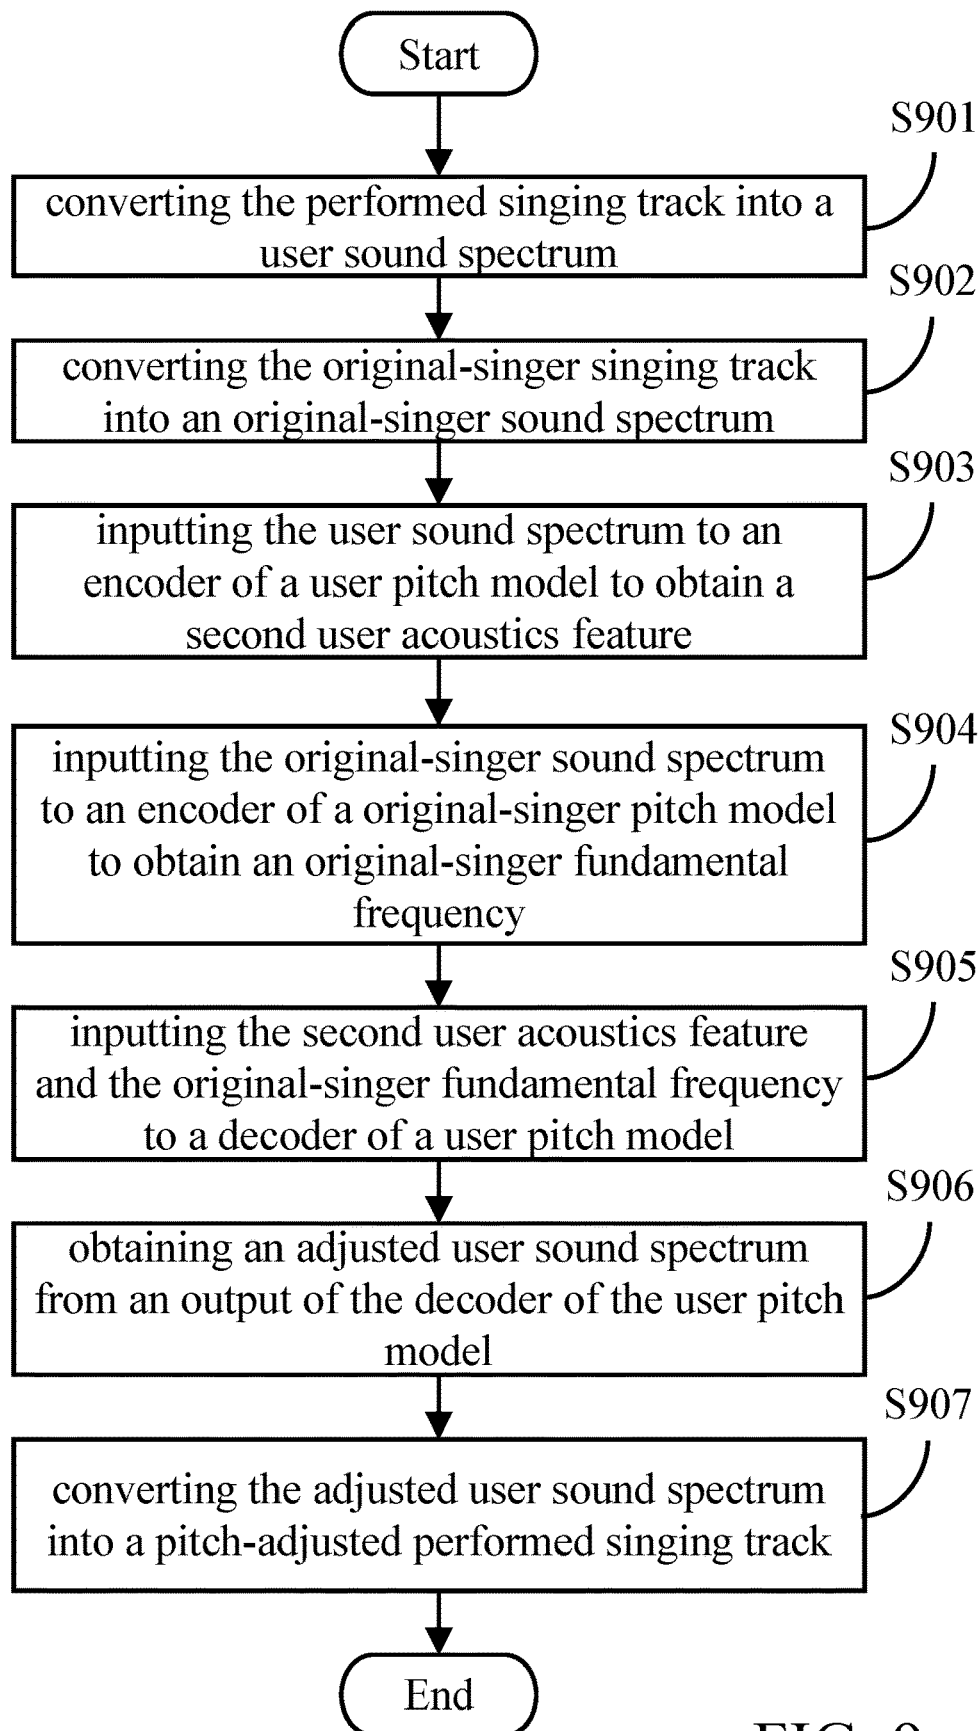 Start
S901
converting the performed singing track into a
user sound spectrum
S902
converting the original-singer singing track
into an original-singer sound spectrum
S903
inputting the user sound spectrum to an
encoder of a user pitch model to obtain a
second user acoustics feature
S904
inputting the original-singer sound spectrum
to an encoder of a original-singer pitch model
to obtain an original-singer fundamental
frequency
S905
inputting the second user acoustics feature
and the original-singer fundamental frequency
to a decoder of a user pitch model
S906
obtaining an adjusted user sound spectrum
from an output of the decoder of the user pitch
model
S907
converting the adjusted user sound spectrum
into a pitch-adjusted performed singing track
End
FIG. 9